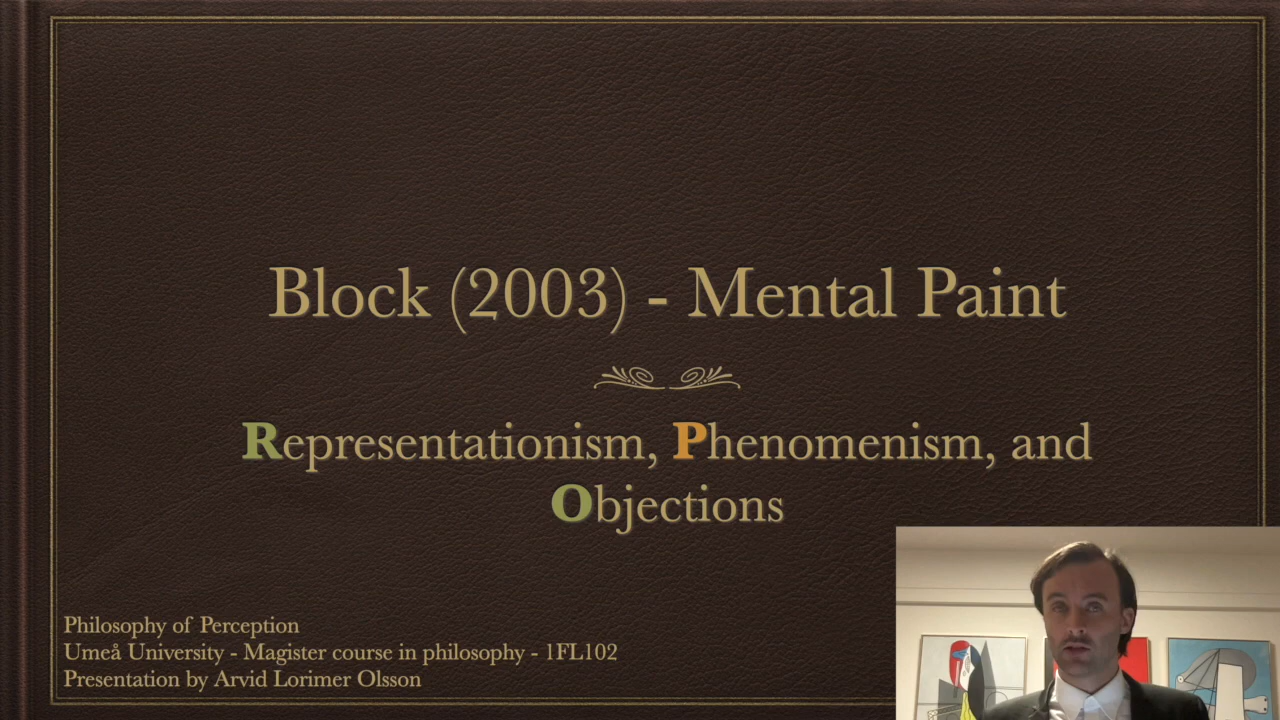 Block (2003) - Mental Paint
Representationism, Phenomenism, and
Objections
Philosophy of Perception
Umeå University - Magister course in philosophy - 1FL102
Presentation by Arvid Lorimer Olsson